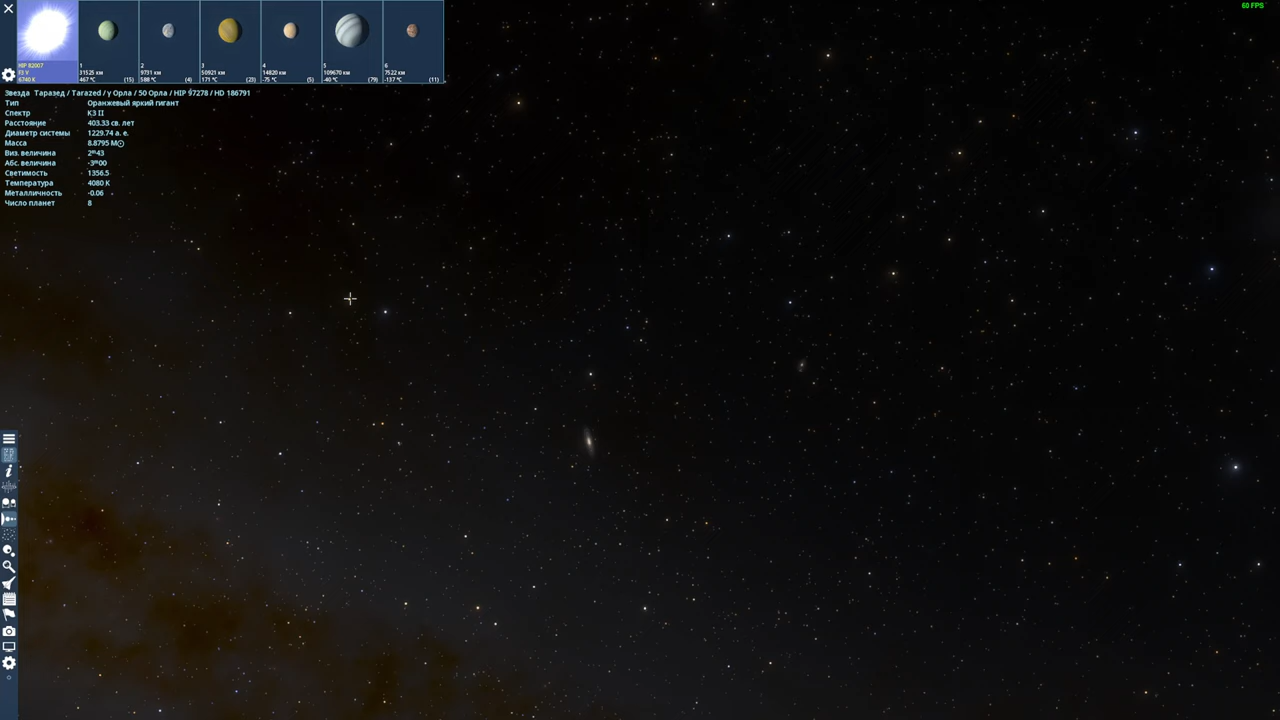 60 FPS
HIP 82007
F3 V
6740 K
1
31525 км
467 °C (15)
2
9731 км
588 °C (4)
3
50921 км
171 °C (23)
4
14820 км
-75 °C (5)
5
109670 км
-40 °C (79)
6
7522 км
-137 °C (11)
Звезда Таразед / Tarazed / γ Орла / 50 Орла / HIP 97278 / HD 186791
Тип Оранжевый яркий гигант
Спектр K3 II
Расстояние 403.33 св. лет
Диаметр системы 1229.74 а. е.
Масса 8.8795 M☉
Виз. величина 2ᵐ43
Абс. величина -3ᵐ00
Светимость 1356.5
Температура 4080 K
Металличность -0.06
Число планет 8